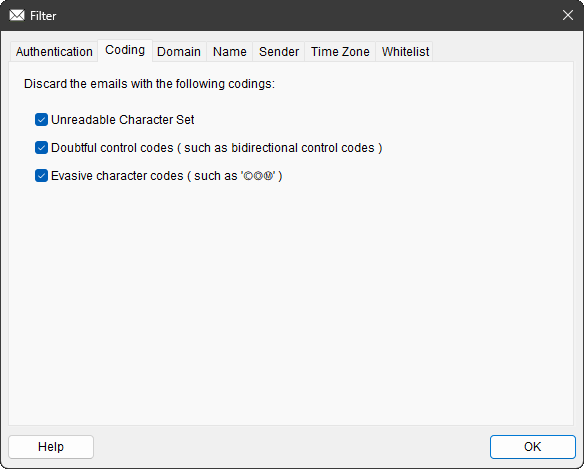 Filter
Authentication Coding Domain Name Sender Time Zone Whitelist
Discard the emails with the following codings:
Unreadable Character Set
Doubtful control codes ( such as bidirectional control codes )
Evasive character codes ( such as '©◎Ⓜ' )
Help OK